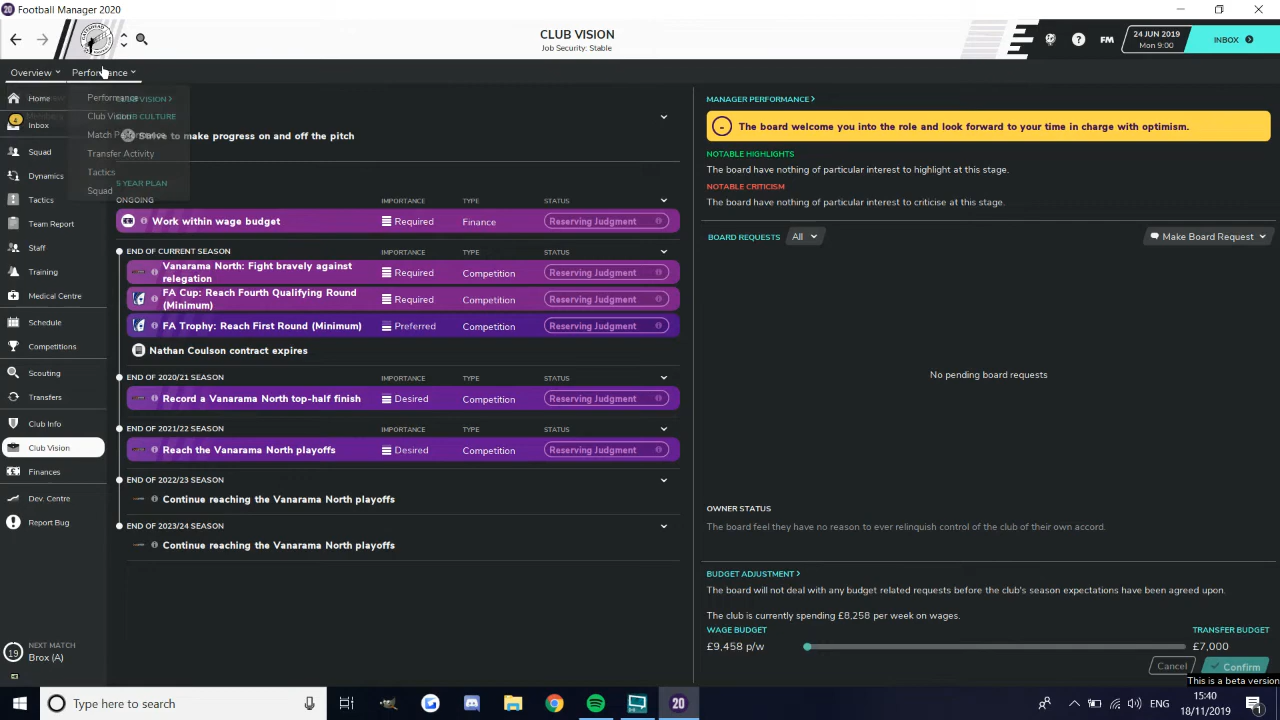 Football Manager 2020
20
CLUB VISION
Job Security: Stable
FM
24 JUN 2019
Mon 9:00
INBOX
Overview
Performance
Home
Inbox
4
Squad
Dynamics
Tactics
Team Report
Staff
Training
Medical Centre
Schedule
Competitions
Scouting
Transfers
Club Info
Club Vision
Finances
Dev. Centre
Report Bug
NEXT MATCH
19
Brox (A)
Performance
Club Vision
Match Performance
Transfer Activity
Tactics
Squad
CLUB VISION
CLUB CULTURE
Strive to make progress on and off the pitch
5 YEAR PLAN
ONGOING IMPORTANCE TYPE STATUS
Work within wage budget Required Finance Reserving Judgment
END OF CURRENT SEASON IMPORTANCE TYPE STATUS
Vanarama North: Fight bravely against
relegation Required Competition Reserving Judgment
FA Cup: Reach Fourth Qualifying Round
(Minimum) Required Competition Reserving Judgment
FA Trophy: Reach First Round (Minimum) Preferred Competition Reserving Judgment
Nathan Coulson contract expires
END OF 2020/21 SEASON IMPORTANCE TYPE STATUS
Record a Vanarama North top-half finish Desired Competition Reserving Judgment
END OF 2021/22 SEASON IMPORTANCE TYPE STATUS
Reach the Vanarama North playoffs Desired Competition Reserving Judgment
END OF 2022/23 SEASON
Continue reaching the Vanarama North playoffs
END OF 2023/24 SEASON
Continue reaching the Vanarama North playoffs
MANAGER PERFORMANCE
The board welcome you into the role and look forward to your time in charge with optimism.
NOTABLE HIGHLIGHTS
The board have nothing of particular interest to highlight at this stage.
NOTABLE CRITICISM
The board have nothing of particular interest to criticise at this stage.
BOARD REQUESTS All Make Board Request
No pending board requests
OWNER STATUS
The board feel they have no reason to ever relinquish control of the club of their own accord.
BUDGET ADJUSTMENT
The board will not deal with any budget related requests before the club's season expectations have been agreed upon.
The club is currently spending £8,258 per week on wages.
WAGE BUDGET TRANSFER BUDGET
£9,458 p/w £7,000
Cancel Confirm
This is a beta version
Type here to search
20
ENG
15:40
18/11/2019
1